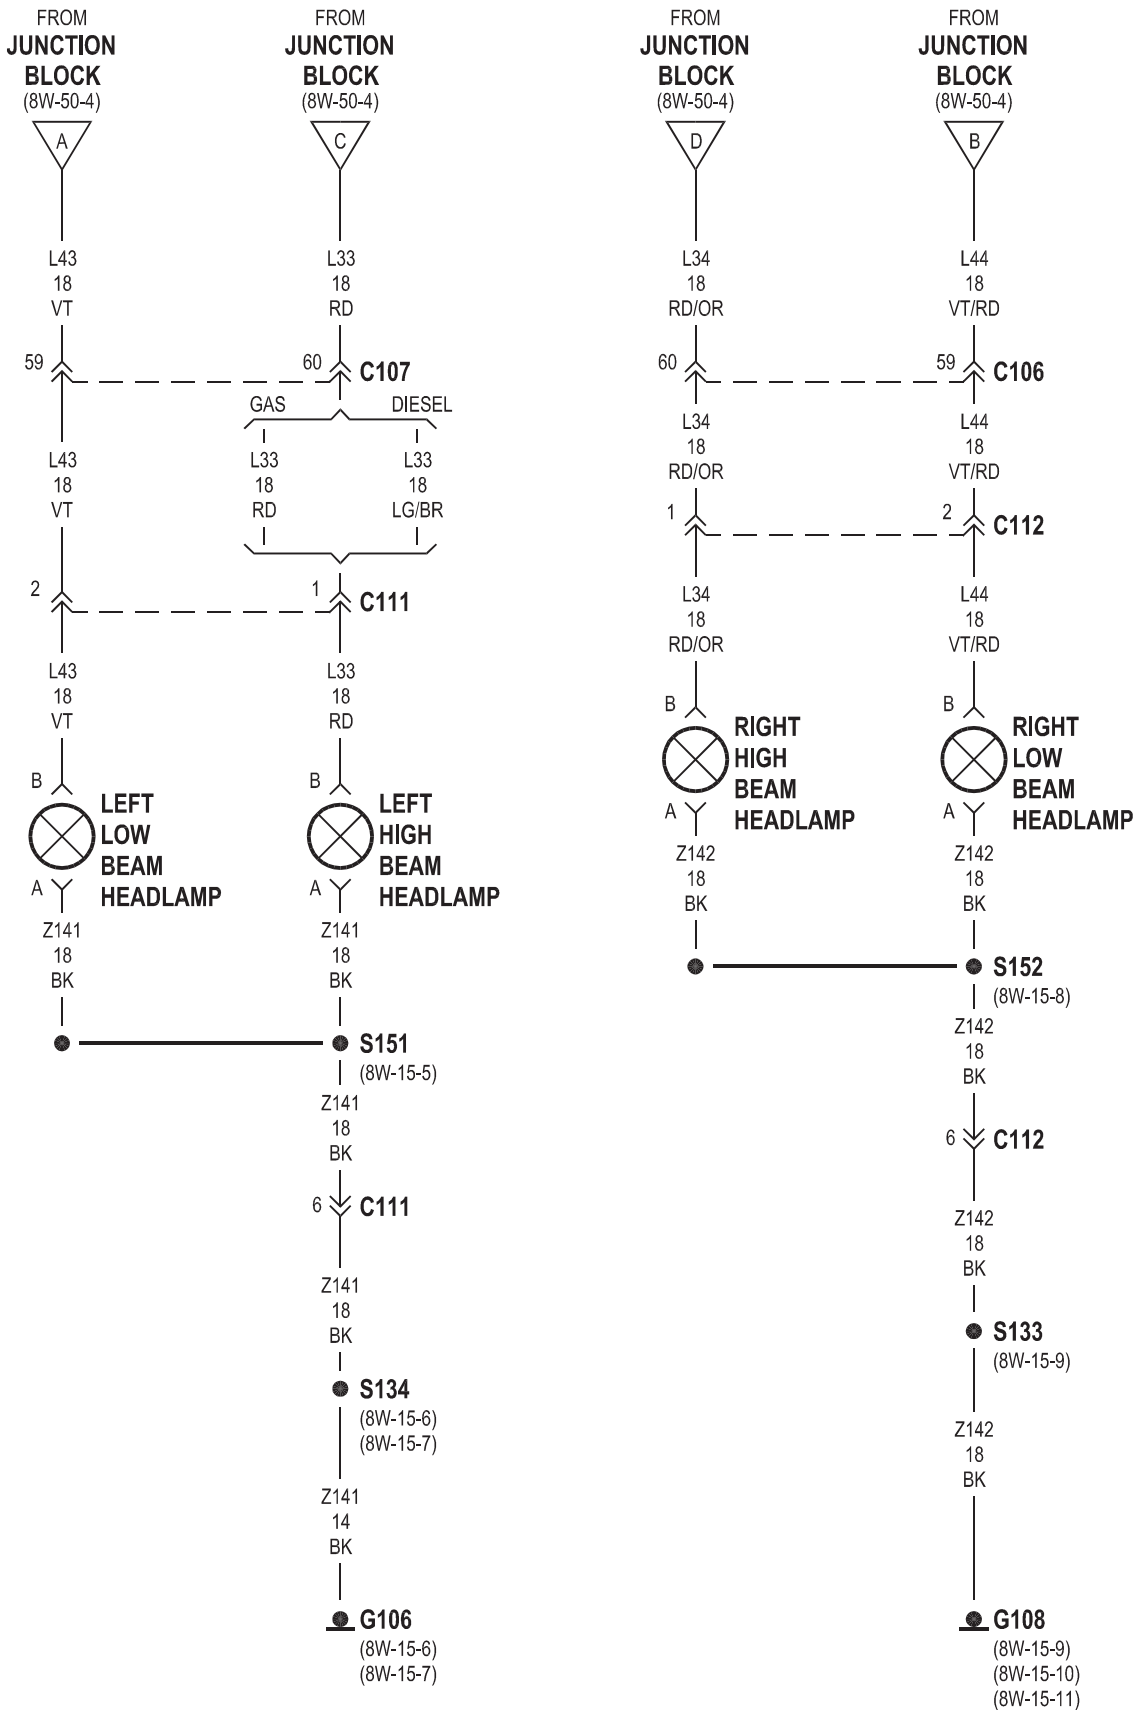 FROM
JUNCTION
BLOCK
(8W-50-4)
A
L43
18
VT
59
L43
18
VT
2
L43
18
VT
B
LEFT
LOW
BEAM
HEADLAMP
A
Z141
18
BK
FROM
JUNCTION
BLOCK
(8W-50-4)
C
L33
18
RD
60
C107
GAS
DIESEL
L33
18
RD
L33
18
LG/BR
1
C111
L33
18
RD
B
LEFT
HIGH
BEAM
HEADLAMP
A
Z141
18
BK
S151
(8W-15-5)
Z141
18
BK
6
C111
Z141
18
BK
S134
(8W-15-6)
(8W-15-7)
Z141
14
BK
G106
(8W-15-6)
(8W-15-7)
FROM
JUNCTION
BLOCK
(8W-50-4)
D
L34
18
RD/OR
60
L34
18
RD/OR
1
L34
18
RD/OR
B
RIGHT
HIGH
BEAM
HEADLAMP
A
Z142
18
BK
FROM
JUNCTION
BLOCK
(8W-50-4)
B
L44
18
VT/RD
59
C106
L44
18
VT/RD
2
C112
L44
18
VT/RD
B
RIGHT
LOW
BEAM
HEADLAMP
A
Z142
18
BK
S152
(8W-15-8)
Z142
18
BK
6
C112
Z142
18
BK
S133
(8W-15-9)
Z142
18
BK
G108
(8W-15-9)
(8W-15-10)
(8W-15-11)